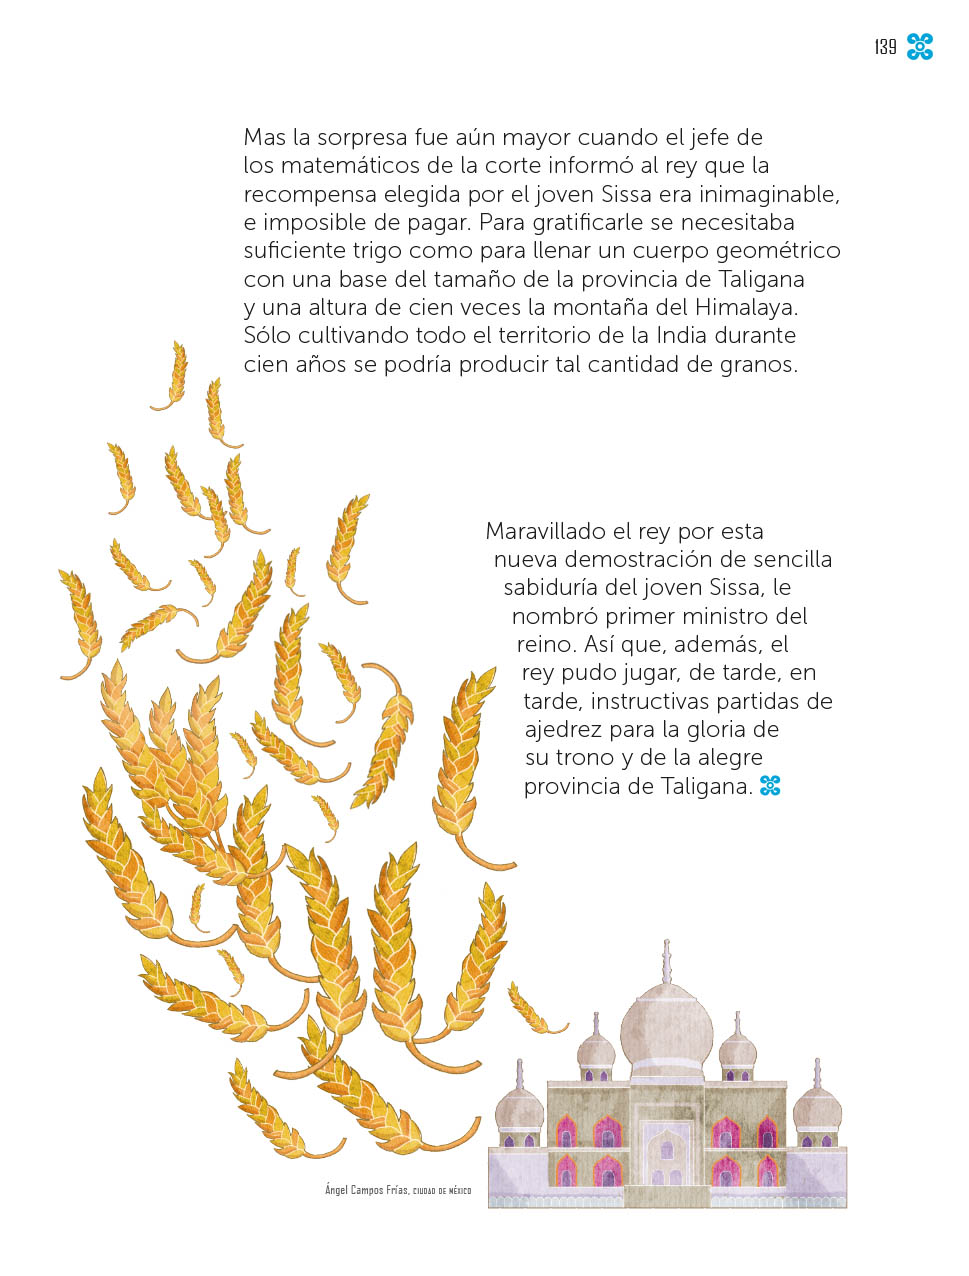 139
Mas la sorpresa fue aún mayor cuando el jefe de
los matemáticos de la corte informó al rey que la
recompensa elegida por el joven Sissa era inimaginable,
e imposible de pagar. Para gratificarle se necesitaba
suficiente trigo como para llenar un cuerpo geométrico
con una base del tamaño de la provincia de Taligana
y una altura de cien veces la montaña del Himalaya.
Sólo cultivando todo el territorio de la India durante
cien años se podría producir tal cantidad de granos.
Maravillado el rey por esta
nueva demostración de sencilla
sabiduría del joven Sissa, le
nombró primer ministro del
reino. Así que, además, el
rey pudo jugar, de tarde, en
tarde, instructivas partidas de
ajedrez para la gloria de
su trono y de la alegre
provincia de Taligana.
Ángel Campos Frías, CIUDAD DE MÉXICO